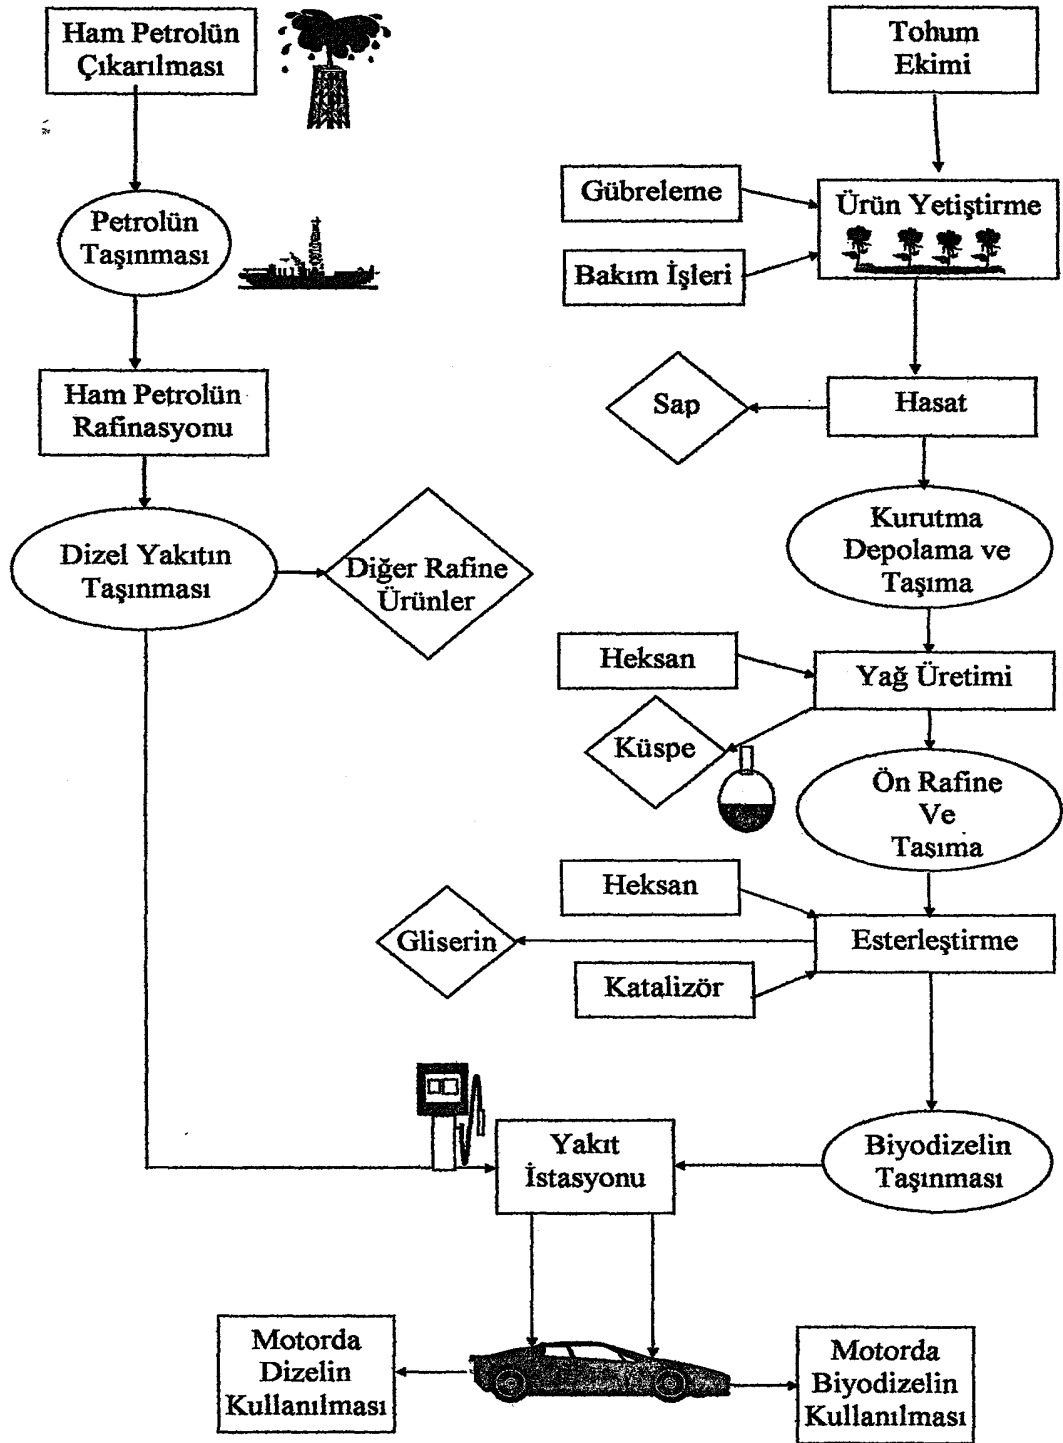 Ham Petrolün
Çıkarılması
Petrolün
Taşınması
Ham Petrolün
Rafinasyonu
Dizel Yakıtın
Taşınması
Diğer Rafine
Ürünler
Tohum
Ekimi
Gübreleme
Bakım İşleri
Ürün Yetiştirme
Hasat
Sap
Kurutma
Depolama ve
Taşıma
Heksan
Yağ Üretimi
Küspe
Ön Rafine
Ve
Tasıma
Heksan
Gliserin
Katalizör
Esterleştirme
Biyodizelin
Taşınması
Yakıt
İstasyonu
Motorda
Dizelin
Kullanılması
Motorda
Biyodizelin
Kullanılması